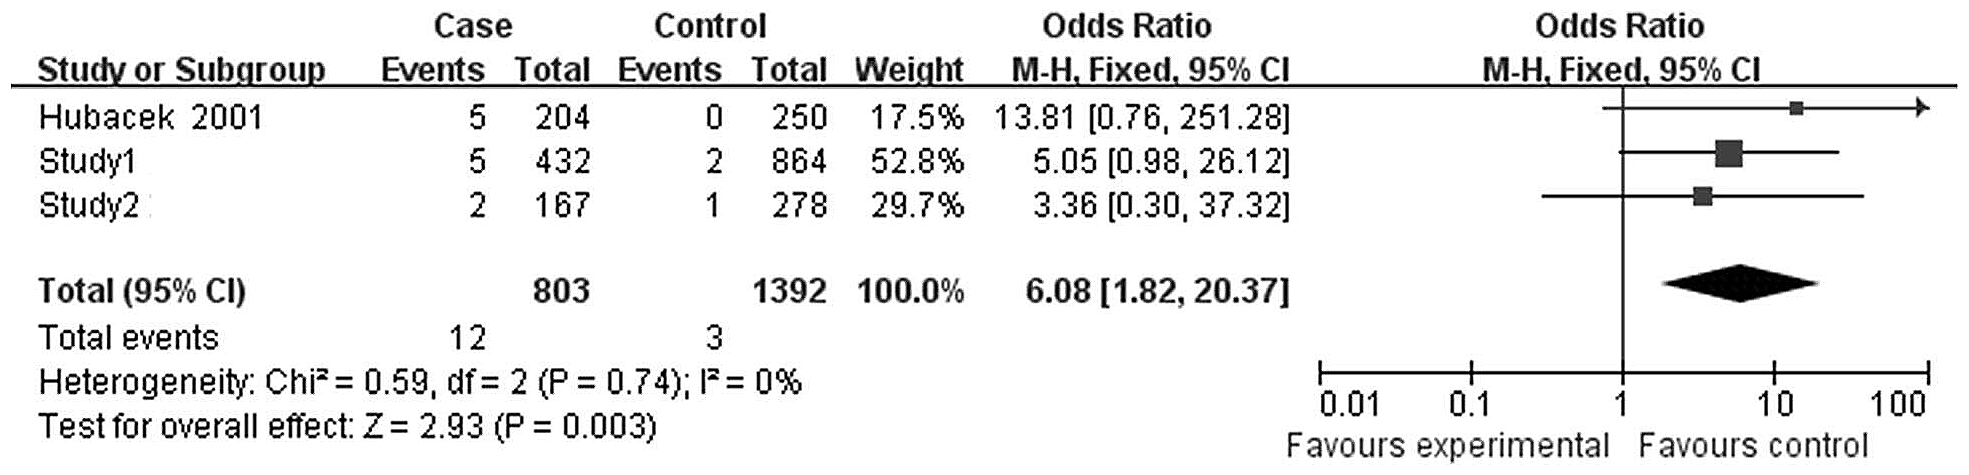 Case Control Odds Ratio Odds Ratio
Study or Subgroup Events Total Events Total Weight M-H, Fixed, 95% CI M-H, Fixed, 95% CI
Hubacek 2001 5 204 0 250 17.5% 13.81 [0.76, 251.28]
Study1 5 432 2 864 52.8% 5.05 [0.98, 26.12]
Study2 2 167 1 278 29.7% 3.36 [0.30, 37.32]
Total (95% CI) 803 1392 100.0% 6.08 [1.82, 20.37]
Total events 12 3
Heterogeneity: Chi² = 0.59, df = 2 (P = 0.74); I² = 0%
Test for overall effect: Z = 2.93 (P = 0.003)
0.01 0.1 1 10 100
Favours experimental Favours control